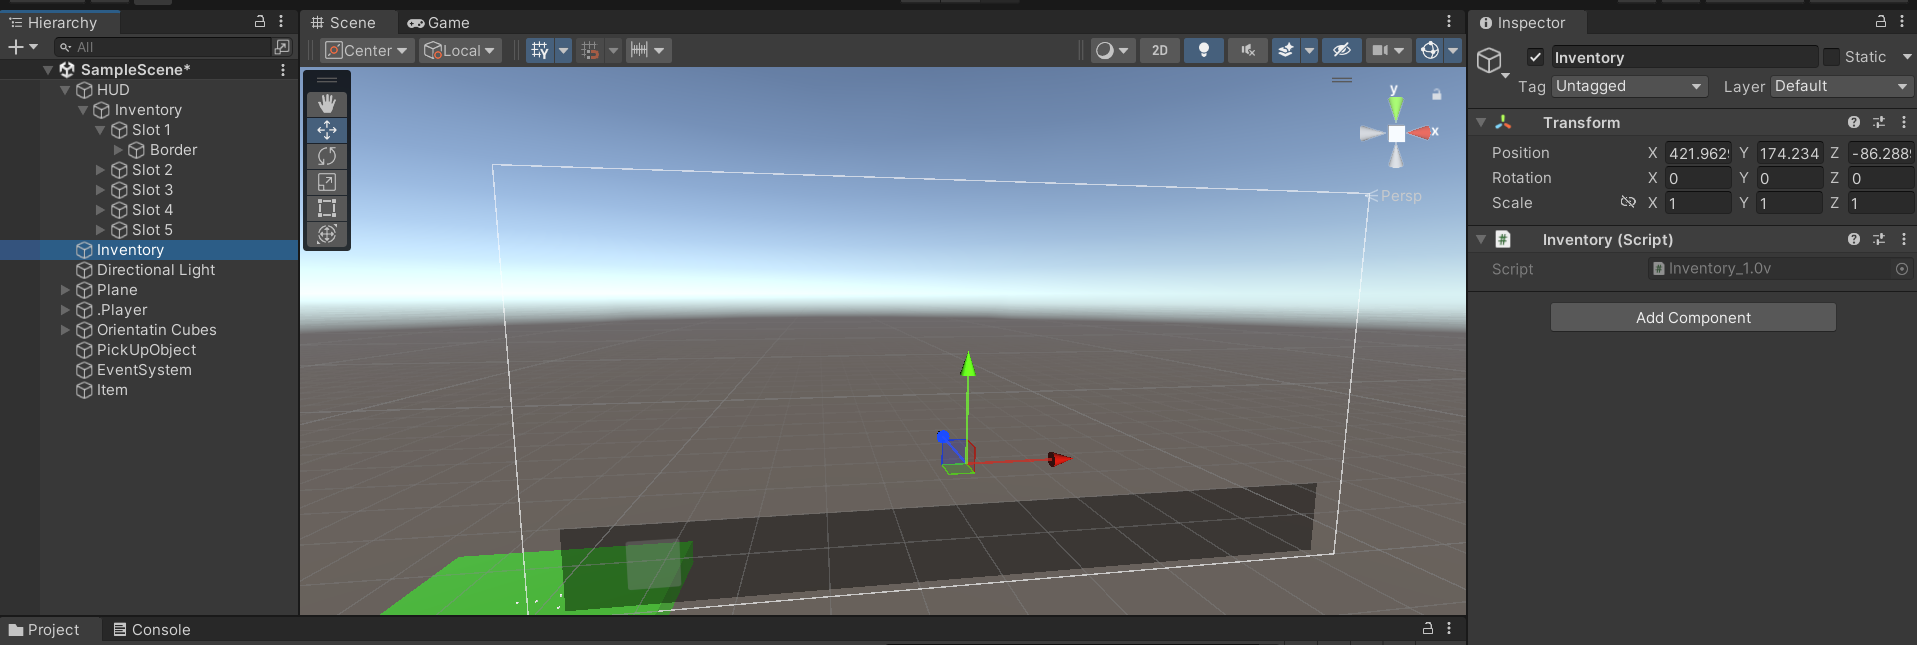 Hierarchy
All
SampleScene*
HUD
Inventory
Slot 1
Border
Slot 2
Slot 3
Slot 4
Slot 5
Inventory
Directional Light
Plane
.Player
Orientatin Cubes
PickUpObject
EventSystem
Item
Scene Game
Center Local 2D
y
x
Persp
Inspector
Inventory Static
Tag Untagged Layer Default
Transform
Position X 421.962 Y 174.234 Z -86.288
Rotation X 0 Y 0 Z 0
Scale X 1 Y 1 Z 1
# Inventory (Script)
Script # Inventory_1.0v
Add Component
Project Console